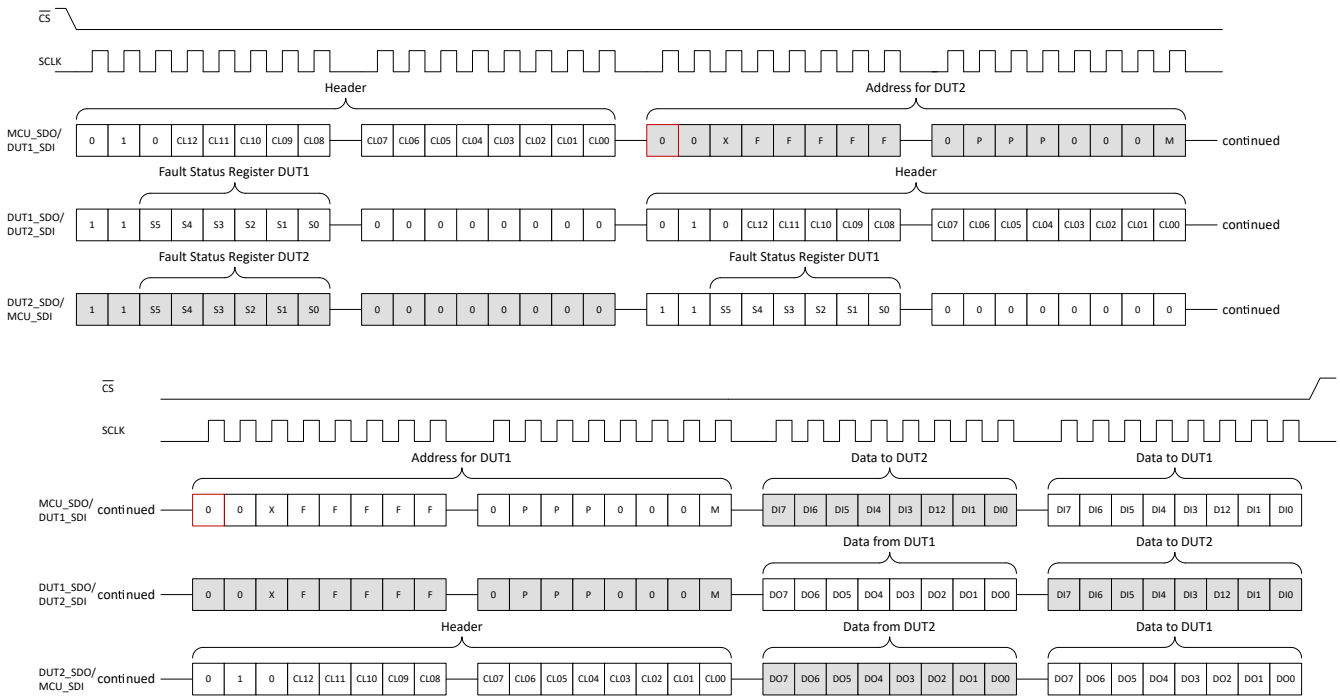 CS
SCLK
Header Address for DUT2
MCU_SDO/
DUT1_SDI
0 1 0 CL12 CL11 CL10 CL09 CL08 CL07 CL06 CL05 CL04 CL03 CL02 CL01 CL00 0 0 X F F F F F 0 P P P 0 0 0 M continued
Fault Status Register DUT1 Header
DUT1_SDO/
DUT2_SDI
1 1 S5 S4 S3 S2 S1 S0 0 0 0 0 0 0 0 0 0 1 0 CL12 CL11 CL10 CL09 CL08 CL07 CL06 CL05 CL04 CL03 CL02 CL01 CL00 continued
Fault Status Register DUT2 Fault Status Register DUT1
DUT2_SDO/
MCU_SDI
1 1 S5 S4 S3 S2 S1 S0 0 0 0 0 0 0 0 0 1 1 S5 S4 S3 S2 S1 S0 0 0 0 0 0 0 0 0 continued
CS
SCLK
Address for DUT1 Data to DUT2 Data to DUT1
MCU_SDO/
DUT1_SDI
continued 0 0 X F F F F F 0 P P P 0 0 0 M DI7 DI6 DI5 DI4 DI3 D12 DI1 DI0 DI7 DI6 DI5 DI4 DI3 D12 DI1 DI0
Data from DUT1 Data to DUT2
DUT1_SDO/
DUT2_SDI
continued 0 0 X F F F F F 0 P P P 0 0 0 M DO7 DO6 DO5 DO4 DO3 DO2 DO1 DO0 DI7 DI6 DI5 DI4 DI3 D12 DI1 DI0
Header Data from DUT2 Data to DUT1
DUT2_SDO/
MCU_SDI
continued 0 1 0 CL12 CL11 CL10 CL09 CL08 CL07 CL06 CL05 CL04 CL03 CL02 CL01 CL00 DO7 DO6 DO5 DO4 DO3 DO2 DO1 DO0 DO7 DO6 DO5 DO4 DO3 DO2 DO1 DO0